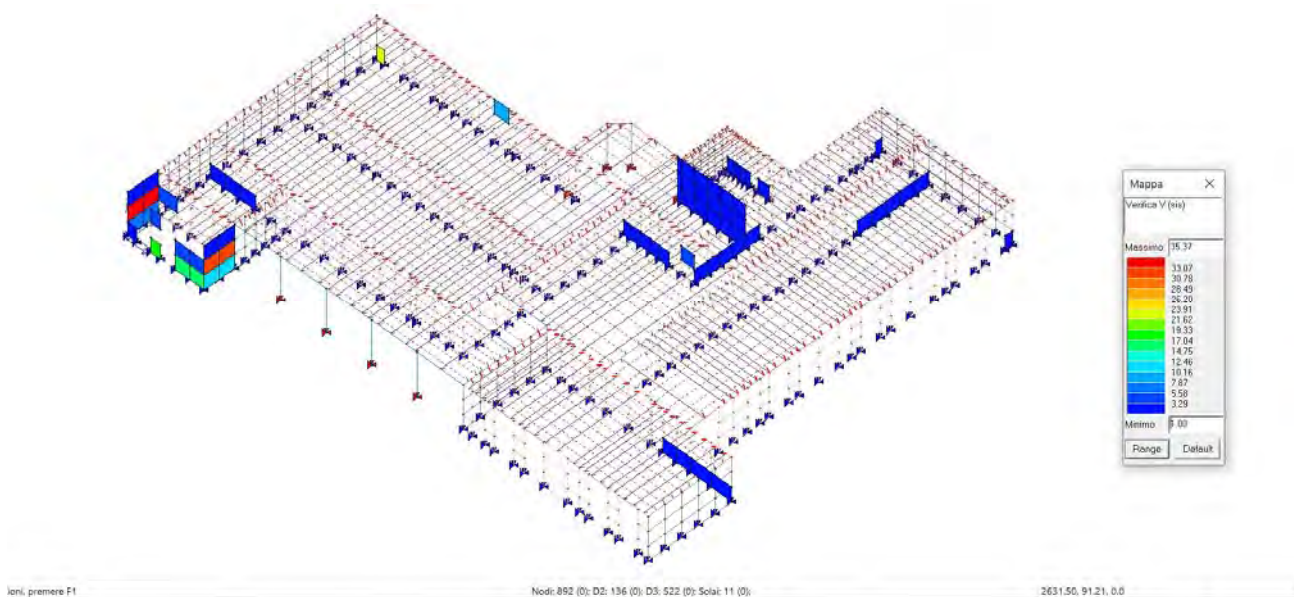 Mappa
Verifica V (sis)
Massimo 35.37
33.07
30.78
28.49
26.20
23.91
21.62
19.33
17.04
14.75
12.46
10.16
7.87
5.58
3.29
Minimo 1.00
Range Default
ioni, premere F1 Nodi: 892 (0); D2: 136 (0); D3: 522 (0); Solai: 11 (0); 2631.50, 91.21, 0.0